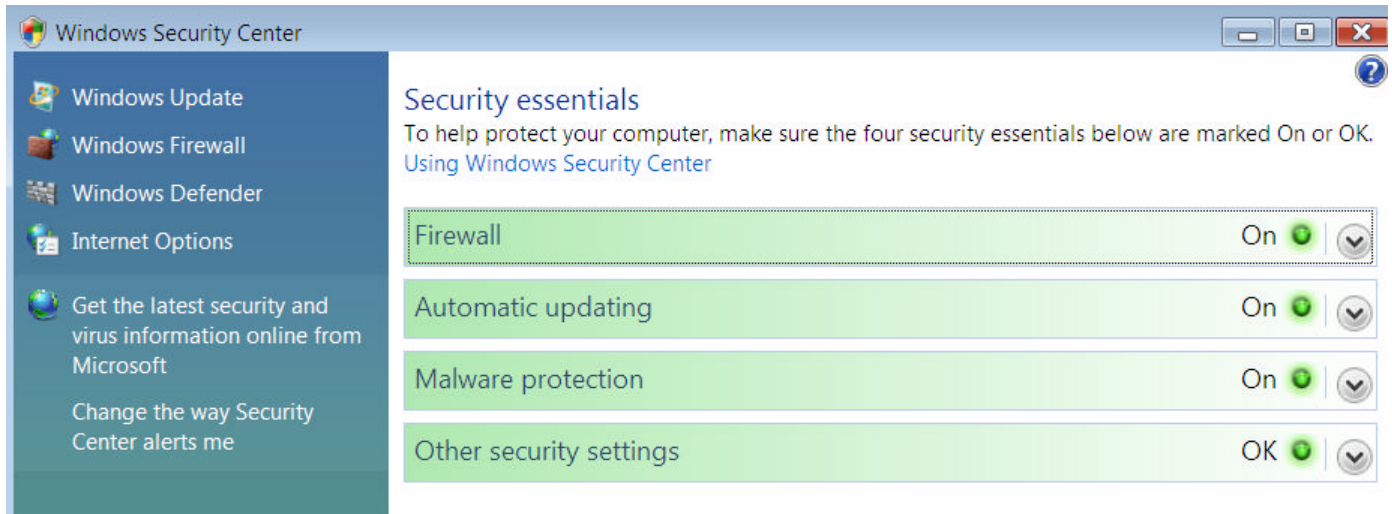 Windows Security Center
Windows Update
Windows Firewall
Windows Defender
Internet Options
Get the latest security and
virus information online from
Microsoft
Change the way Security
Center alerts me
Security essentials
To help protect your computer, make sure the four security essentials below are marked On or OK.
Using Windows Security Center
Firewall On
Automatic updating On
Malware protection On
Other security settings OK